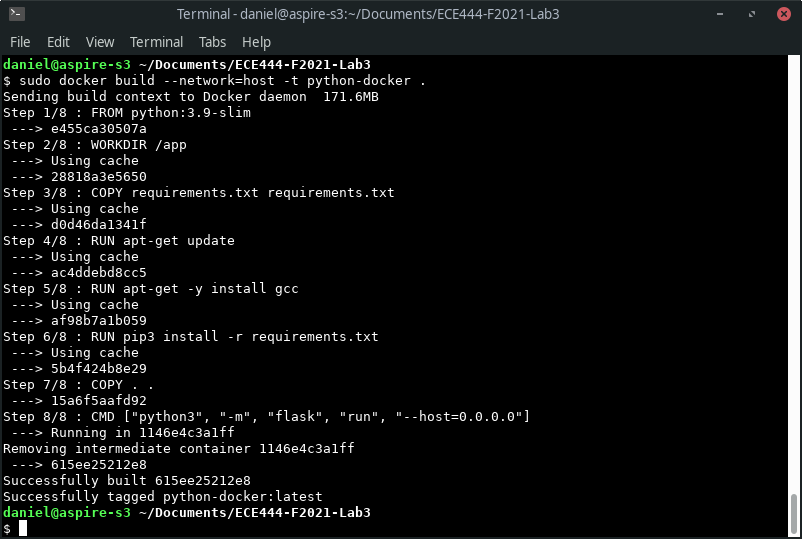 Terminal - daniel@aspire-s3:~/Documents/ECE444-F2021-Lab3
File Edit View Terminal Tabs Help
daniel@aspire-s3 ~/Documents/ECE444-F2021-Lab3
$ sudo docker build --network=host -t python-docker .
Sending build context to Docker daemon  171.6MB
Step 1/8 : FROM python:3.9-slim
 ---> e455ca30507a
Step 2/8 : WORKDIR /app
 ---> Using cache
 ---> 28818a3e5650
Step 3/8 : COPY requirements.txt requirements.txt
 ---> Using cache
 ---> d0d46da1341f
Step 4/8 : RUN apt-get update
 ---> Using cache
 ---> ac4ddebd8cc5
Step 5/8 : RUN apt-get -y install gcc
 ---> Using cache
 ---> af98b7a1b059
Step 6/8 : RUN pip3 install -r requirements.txt
 ---> Using cache
 ---> 5b4f424b8e29
Step 7/8 : COPY . .
 ---> 15a6f5aafd92
Step 8/8 : CMD ["python3", "-m", "flask", "run", "--host=0.0.0.0"]
 ---> Running in 1146e4c3a1ff
Removing intermediate container 1146e4c3a1ff
 ---> 615ee25212e8
Successfully built 615ee25212e8
Successfully tagged python-docker:latest
daniel@aspire-s3 ~/Documents/ECE444-F2021-Lab3
$